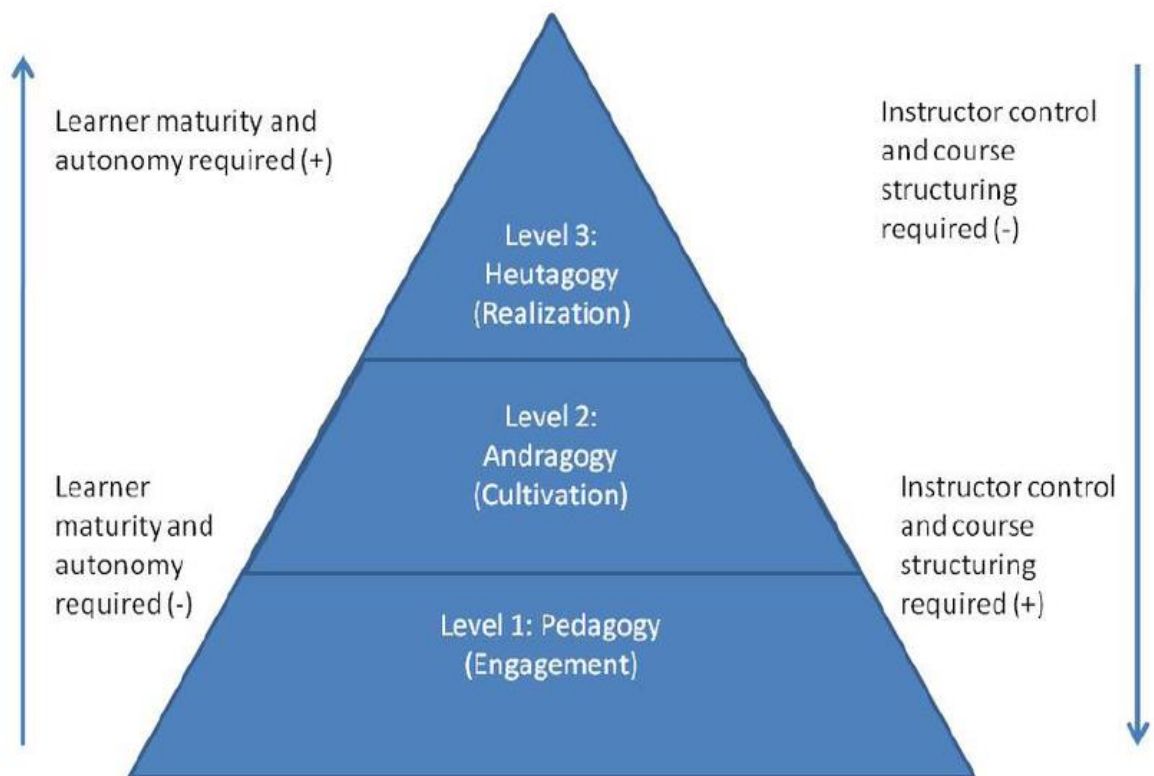 Learner maturity and
autonomy required (+)
Instructor control
and course
structuring
required (-)
Level 3:
Heutagogy
(Realization)
Level 2:
Andragogy
(Cultivation)
Learner
maturity and
autonomy
required (-)
Instructor control
and course
structuring
required (+)
Level 1: Pedagogy
(Engagement)